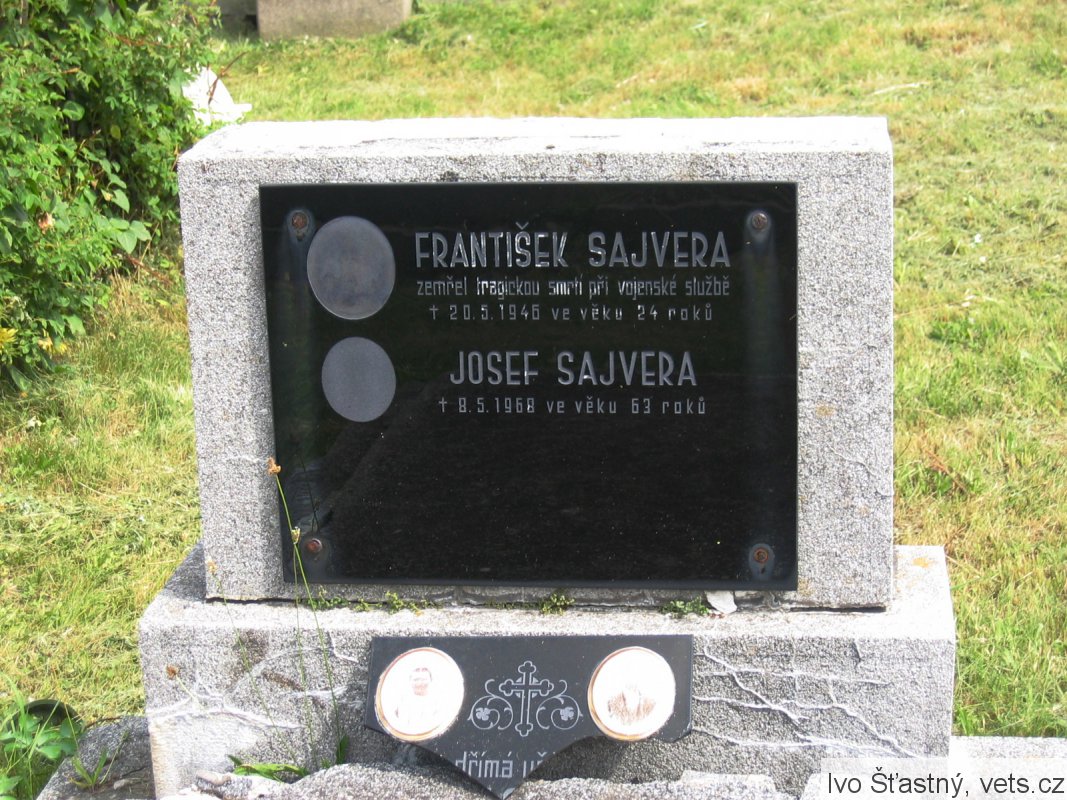 FRANTIŠEK SAJVERA
zemřel tragickou smrtí při vojenské službě
† 20.5.1946 ve věku 24 roků
JOSEF SAJVERA
† 8.5.1968 ve věku 63 roků
dřímá
Ivo Šťastný, vets.cz